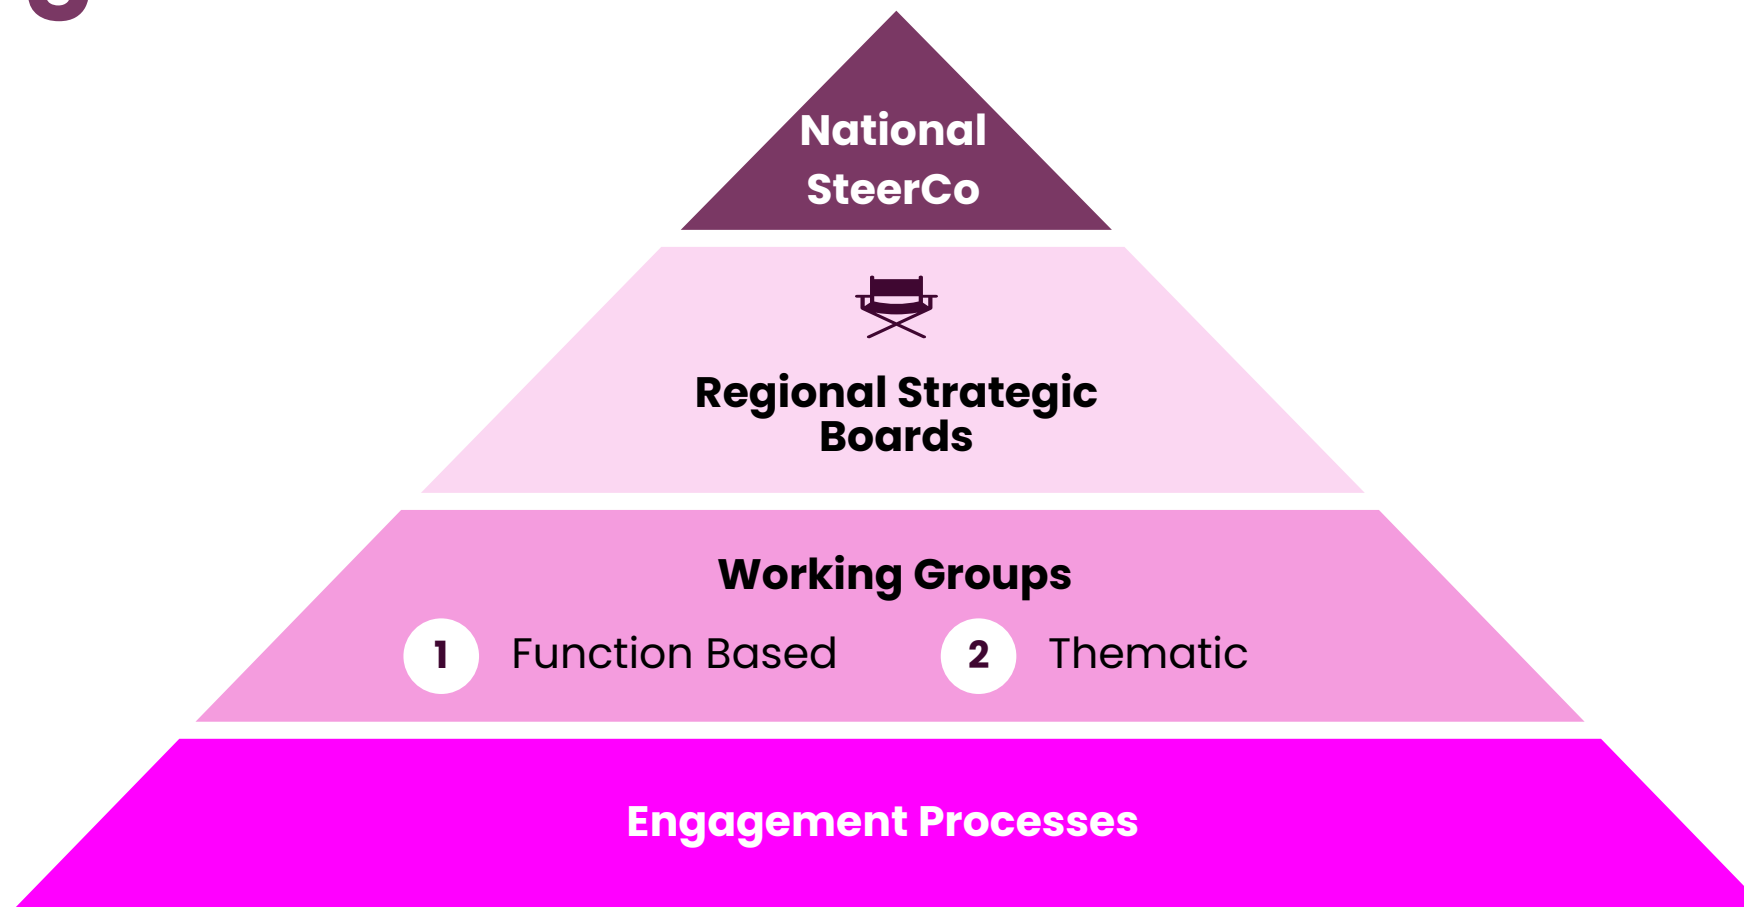 National
SteerCo
Regional Strategic
Boards
Working Groups
1 Function Based 2 Thematic
Engagement Processes